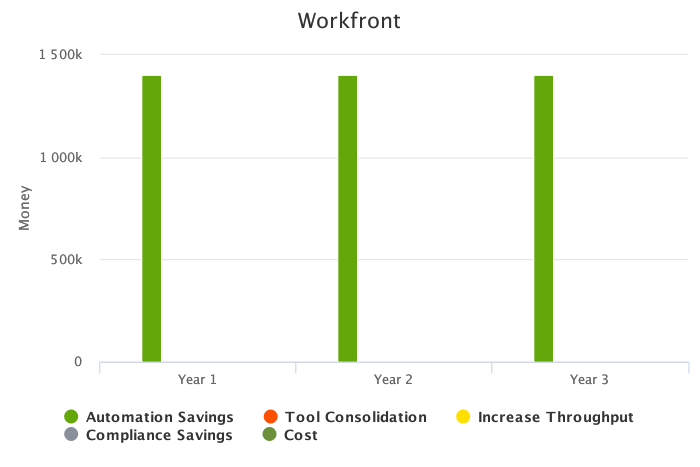 Workfront
1 500k
1 000k
500k
0
Money
Year 1
Year 2
Year 3
Automation Savings
Tool Consolidation
Increase Throughput
Compliance Savings
Cost